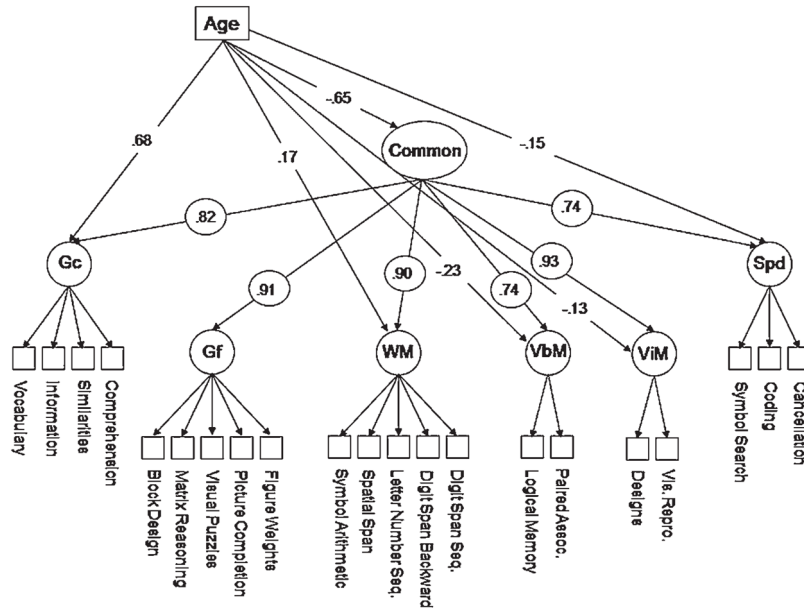 Age
-.65
.68
.17
Common
-.15
.82
.74
Gc
.91
.90
-.23
.74
.93
-.13
Spd
Gf
WM
VbM
ViM
Vocabulary
Information
Similarities
Comprehension
Block Design
Matrix Reasoning
Visual Puzzles
Picture Completion
Figure Weights
Symbol Arithmetic
Spatial Span
Letter Number Seq.
Digit Span Backward
Digit Span Seq.
Logical Memory
Paired Assoc.
Designs
Vis. Repro.
Symbol Search
Coding
Cancellation